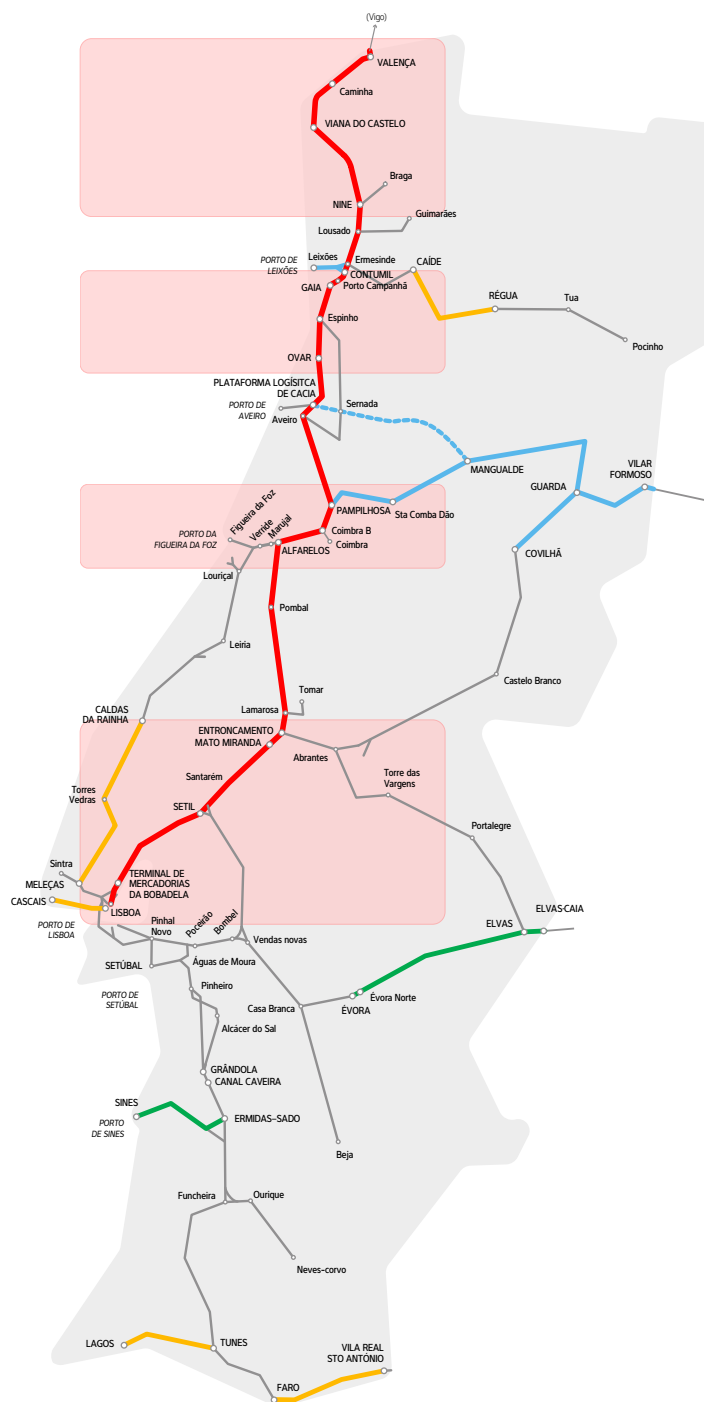 (Vigo)
VALENÇA
Caminha
VIANA DO CASTELO
Braga
NINE
Guimarães
Lousado
Leixões
Ermesinde
PORTO DE
LEIXÕES
CAÍDE
CONTUMIL
GAIA
Porto Campanhã
RÉGUA
Tua
Espinho
Pocinho
OVAR
PLATAFORMA LOGÍSITCA
DE CACIA
Sernada
PORTO DE
AVEIRO
Aveiro
MANGUALDE
VILAR
FORMOSO
GUARDA
Figueira da Foz
Verride
Marujal
PAMPILHOSA
Sta Comba Dão
PORTO DA
FIGUEIRA DA FOZ
Coimbra B
Coimbra
ALFARELOS
COVILHÃ
Louriçal
Pombal
Leiria
Castelo Branco
Tomar
Lamarosa
CALDAS
DA RAINHA
ENTRONCAMENTO
MATO MIRANDA
Abrantes
Santarém
Torre das
Vargens
Torres
Vedras
SETIL
Portalegre
Sintra
MELEÇAS
TERMINAL DE
MERCADORIAS
DA BOBADELA
CASCAIS
LISBOA
ELVAS-CAIA
ELVAS
PORTO DE
LISBOA
Pinhal
Novo
Poceirão
Bombel
Vendas novas
SETÚBAL
Águas de Moura
PORTO DE
SETÚBAL
Pinheiro
Évora Norte
ÉVORA
Casa Branca
Alcácer do Sal
GRÂNDOLA
CANAL CAVEIRA
SINES
PORTO
DE SINES
ERMIDAS–SADO
Beja
Funcheira
Ourique
Neves-corvo
LAGOS
TUNES
VILA REAL
STO ANTÓNIO
FARO